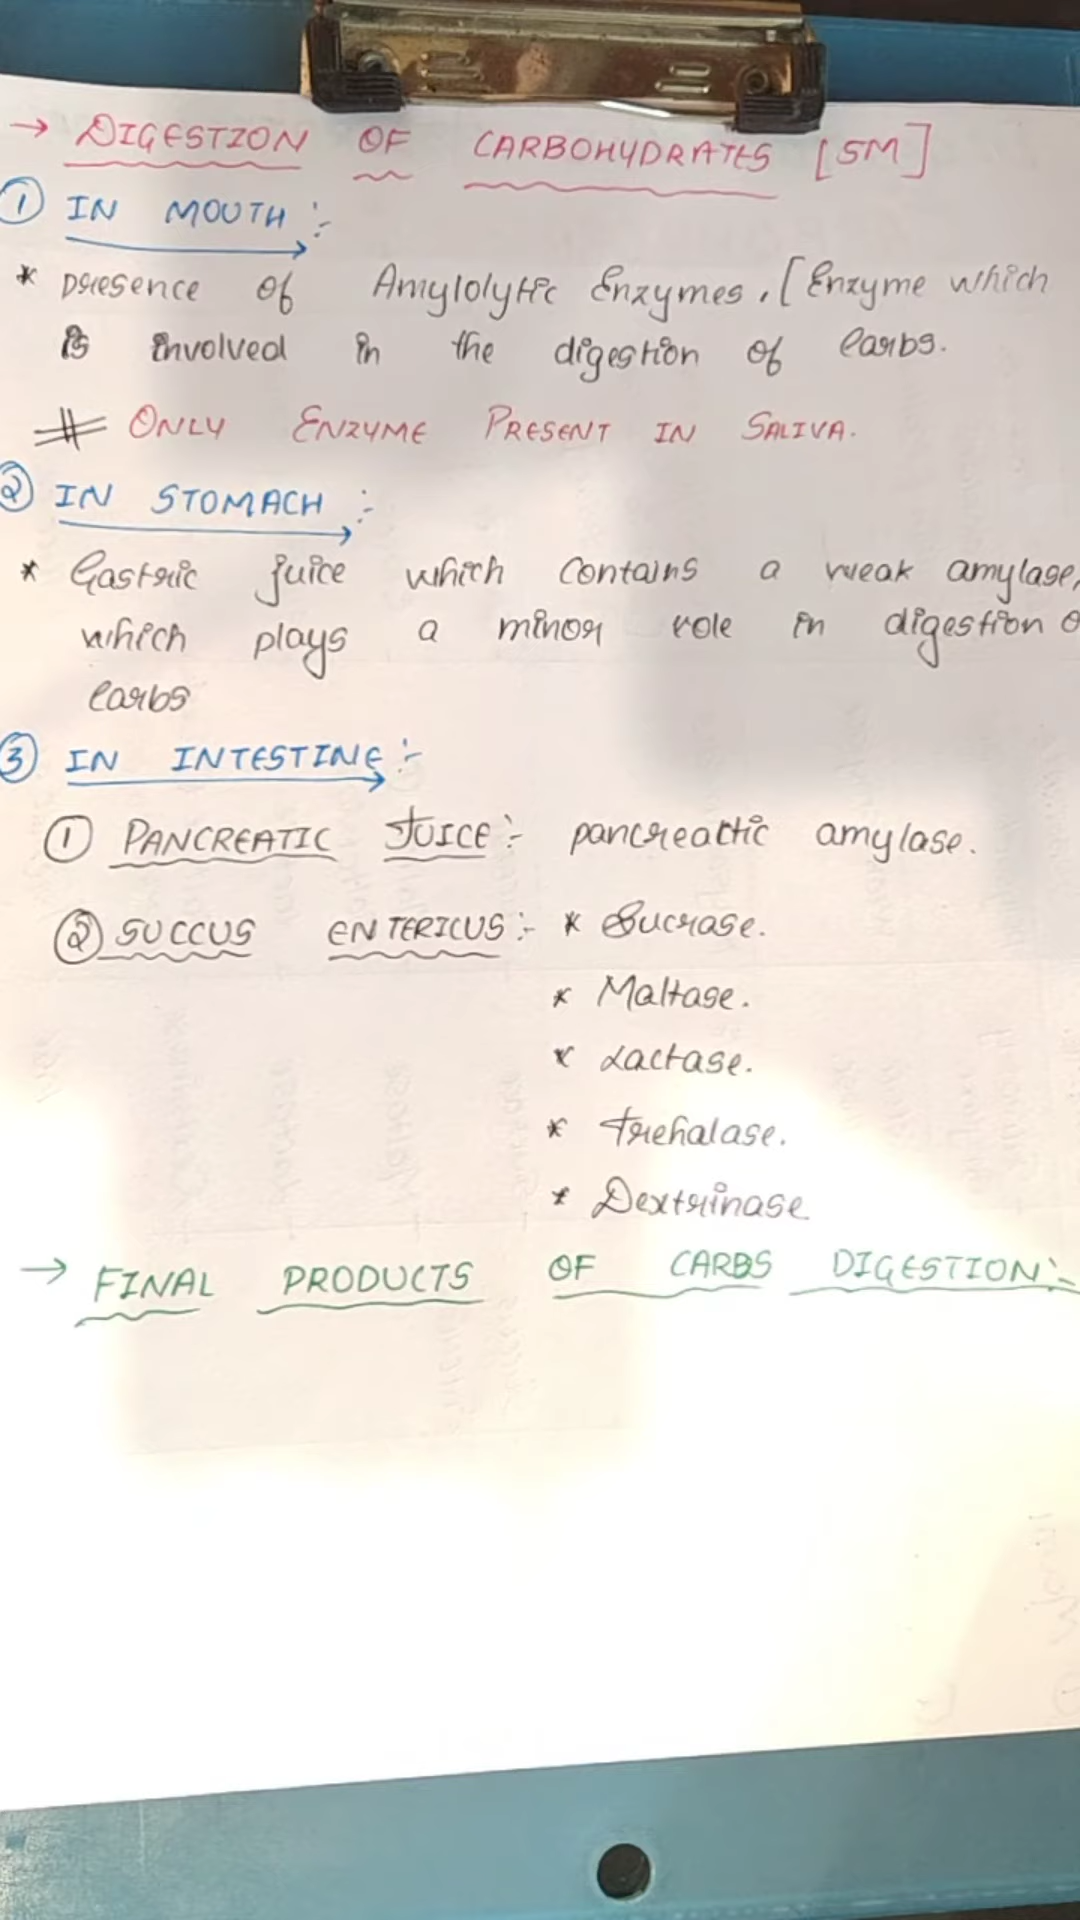 → DIGESTION OF CARBOHYDRATES [5M]
① IN MOUTH :-
* presence of Amylolytic Enzymes. [Enzyme which
is involved in the digestion of Carbs.
# ONLY ENZYME PRESENT IN SALIVA.
② IN STOMACH :-
* Gastric juice which contains a weak amylase,
which plays a minor role in digestion
Carbs
③ IN INTESTINE :-
① PANCREATIC JUICE :- pancreactic amylase.
② SUCCUS ENTERICUS :- * Sucrase.
* Maltase.
* Lactase.
* Trehalase.
* Dextrinase
→ FINAL PRODUCTS OF CARBS DIGESTION :-